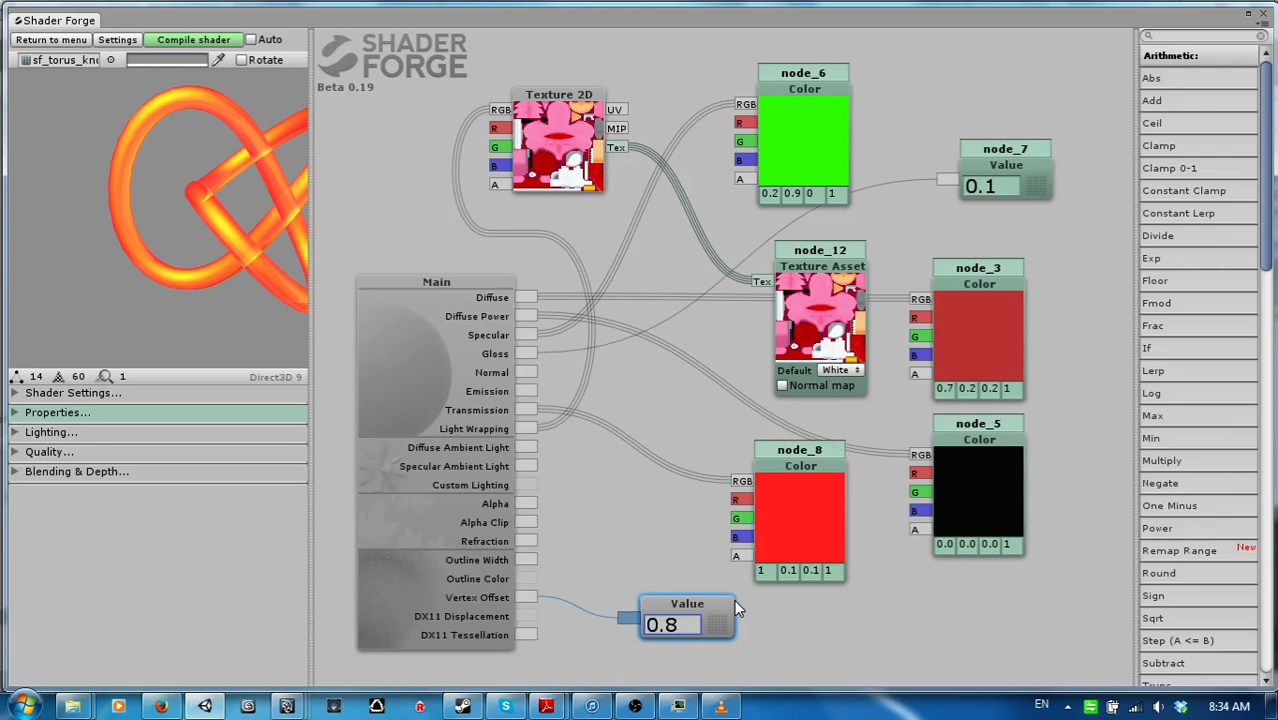 Shader Forge
Return to menu
Settings
Compile shader
Auto
sf_torus_kno
Rotate
SHADER
FORGE
Beta 0.19
14
60
1
Direct3D 9
Shader Settings...
Properties...
Lighting...
Quality...
Blending & Depth...
Texture 2D
RGB
R
G
B
A
UV
MIP
Tex
node_6
Color
RGB
R
G
B
A
0.2 0.9 0 1
node_7
Value
0.1
node_12
Texture Asset
Tex
Default White
Normal map
node_3
Color
RGB
R
G
B
A
0.7 0.2 0.2 1
node_5
Color
RGB
R
G
B
A
0.0 0.0 0.0 1
node_8
Color
RGB
R
G
B
A
1 0.1 0.1 1
Value
0.8
Main
Diffuse
Diffuse Power
Specular
Gloss
Normal
Emission
Transmission
Light Wrapping
Diffuse Ambient Light
Specular Ambient Light
Custom Lighting
Alpha
Alpha Clip
Refraction
Outline Width
Outline Color
Vertex Offset
DX11 Displacement
DX11 Tessellation
Arithmetic:
Abs
Add
Ceil
Clamp
Clamp 0-1
Constant Clamp
Constant Lerp
Divide
Exp
Floor
Fmod
Frac
If
Lerp
Log
Max
Min
Multiply
Negate
One Minus
Power
Remap Range New
Round
Sign
Sqrt
Step (A <= B)
Subtract
EN
8:34 AM